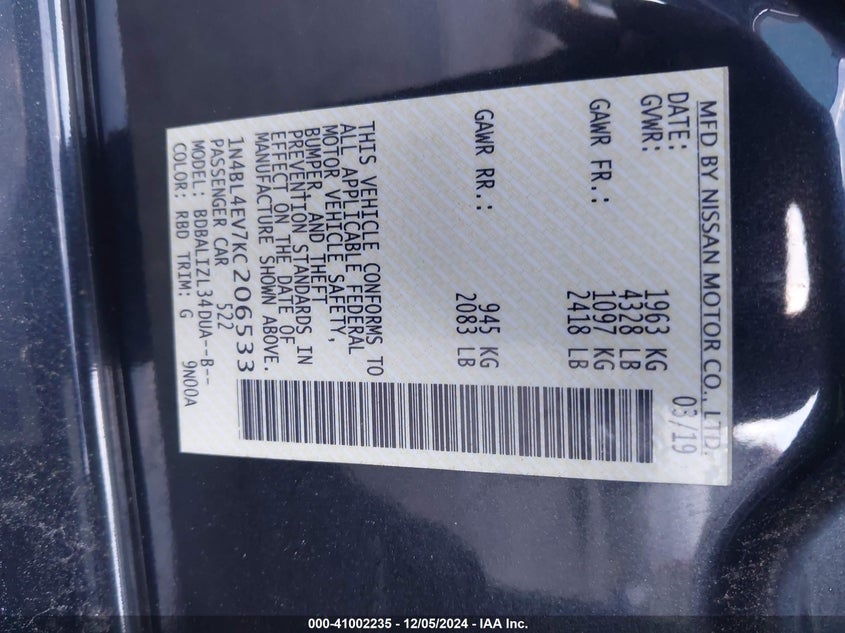 MFD BY NISSAN MOTOR CO., LTD.
DATE: 03/19
GVWR: 1963 KG
4328 LB
GAWR FR.: 1097 KG
2418 LB
GAWR RR.: 945 KG
2083 LB
THIS VEHICLE CONFORMS TO
ALL APPLICABLE FEDERAL
MOTOR VEHICLE SAFETY,
BUMPER, AND THEFT
PREVENTION STANDARDS IN
EFFECT ON THE DATE OF
MANUFACTURE SHOWN ABOVE.
1N4BL4EV7KC206533
PASSENGER CAR 522
MODEL: BDBALIZL34DUA--B--
COLOR: RBD TRIM: G 9N00A
000-41002235 - 12/05/2024 - IAA Inc.